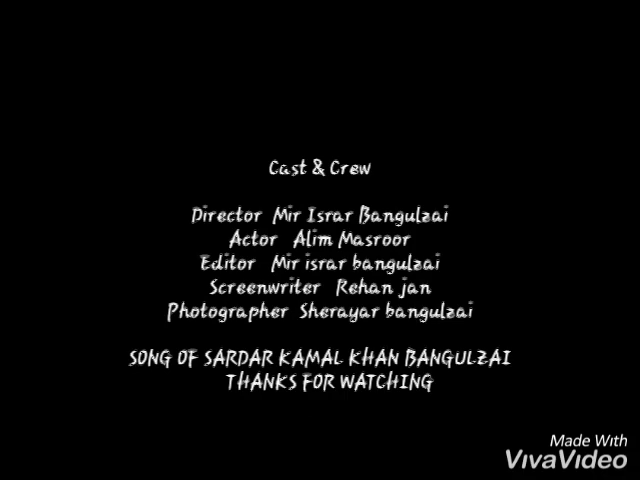 Cast & Crew
Director Mir Israr Bangulzai
Actor Alim Masroor
Editor Mir israr bangulzai
Screenwriter Rehan jan
Photographer Sherayar bangulzai
SONG OF SARDAR KAMAL KHAN BANGULZAI
THANKS FOR WATCHING
Made With
VivaVideo